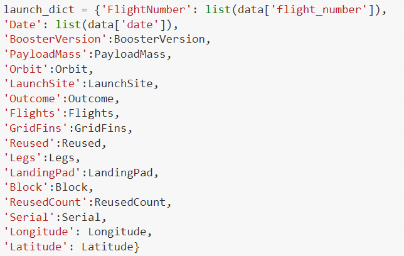 launch_dict = {'FlightNumber': list(data['flight_number']),
'Date': list(data['date']),
'BoosterVersion':BoosterVersion,
'PayloadMass':PayloadMass,
'Orbit':Orbit,
'LaunchSite':LaunchSite,
'Outcome':Outcome,
'Flights':Flights,
'GridFins':GridFins,
'Reused':Reused,
'Legs':Legs,
'LandingPad':LandingPad,
'Block':Block,
'ReusedCount':ReusedCount,
'Serial':Serial,
'Longitude': Longitude,
'Latitude': Latitude}